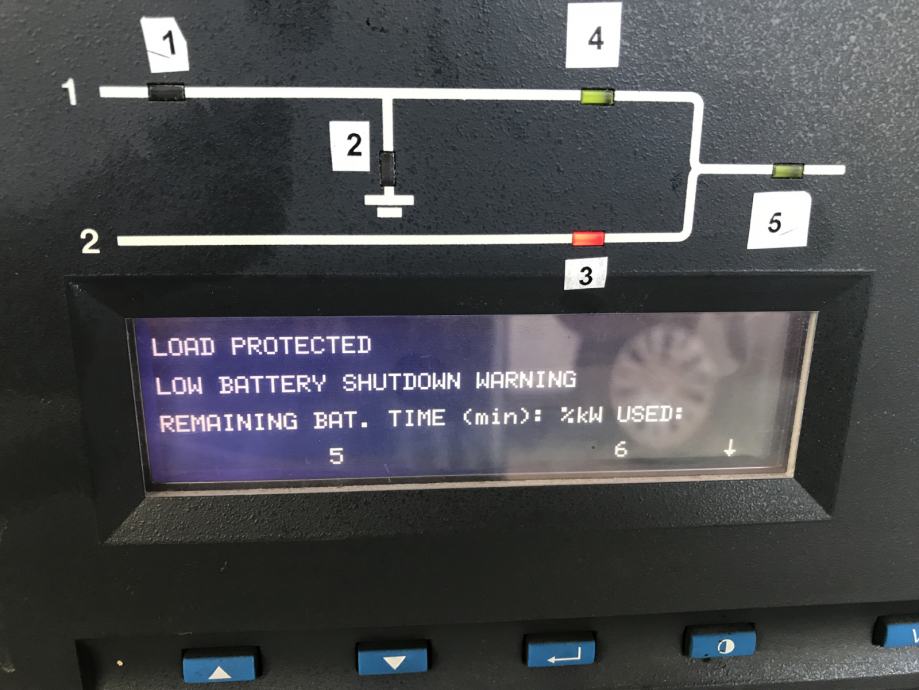 1
4
1
2
5
2
3
LOAD PROTECTED
LOW BATTERY SHUTDOWN WARNING
REMAINING BAT. TIME (min): %kW USED:
5 6 ↓